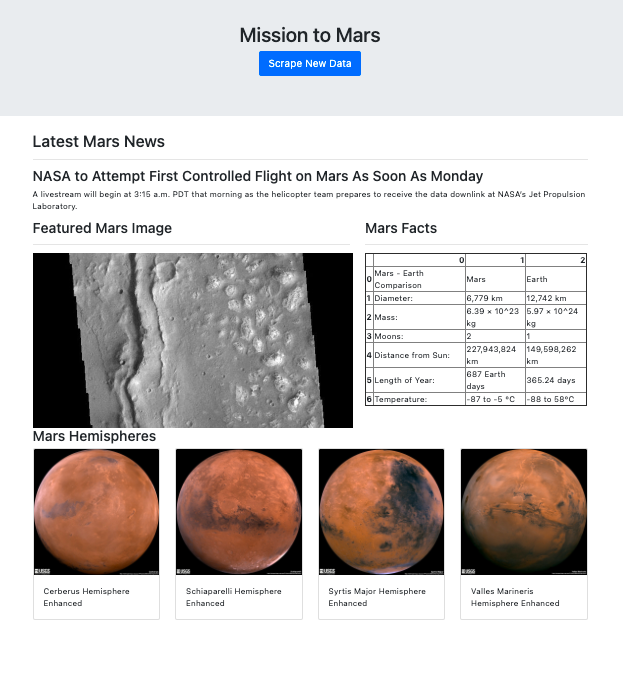 Mission to Mars
Scrape New Data
Latest Mars News
NASA to Attempt First Controlled Flight on Mars As Soon As Monday
A livestream will begin at 3:15 a.m. PDT that morning as the helicopter team prepares to receive the data downlink at NASA's Jet Propulsion
Laboratory.
Featured Mars Image
Mars Facts
0 1 2
0 Mars - Earth Comparison Mars Earth
1 Diameter: 6,779 km 12,742 km
2 Mass: 6.39 × 10^23 kg 5.97 × 10^24 kg
3 Moons: 2 1
4 Distance from Sun: 227,943,824 km 149,598,262 km
5 Length of Year: 687 Earth days 365.24 days
6 Temperature: -87 to -5 °C -88 to 58°C
Mars Hemispheres
Cerberus Hemisphere
Enhanced
Schiaparelli Hemisphere
Enhanced
Syrtis Major Hemisphere
Enhanced
Valles Marineris
Hemisphere Enhanced